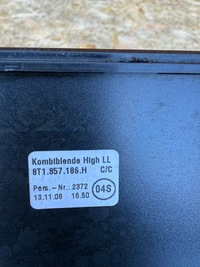 Kombiblende High LL
8T1.857.186.H C/C
Pers.-Nr.:2372
13.11.08 16.50 04S